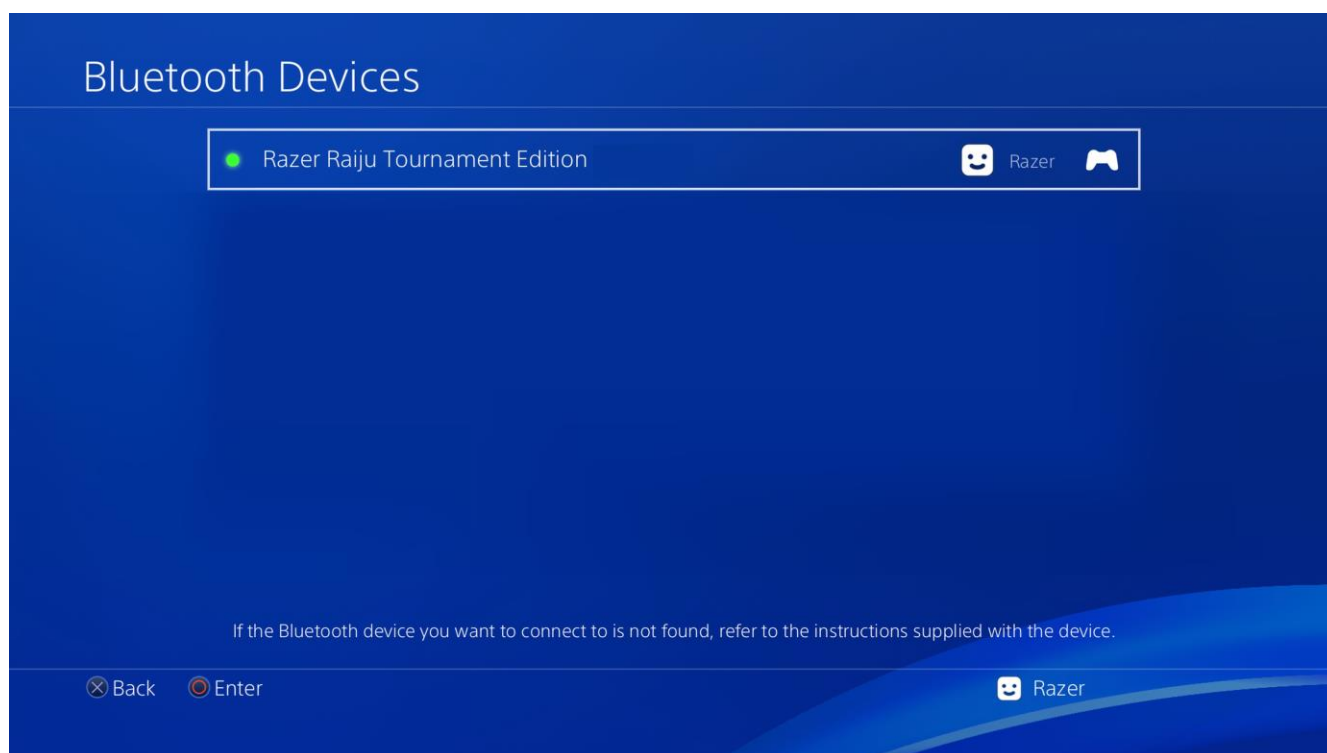 Bluetooth Devices
Razer Raiju Tournament Edition Razer
If the Bluetooth device you want to connect to is not found, refer to the instructions supplied with the device.
Back Enter Razer